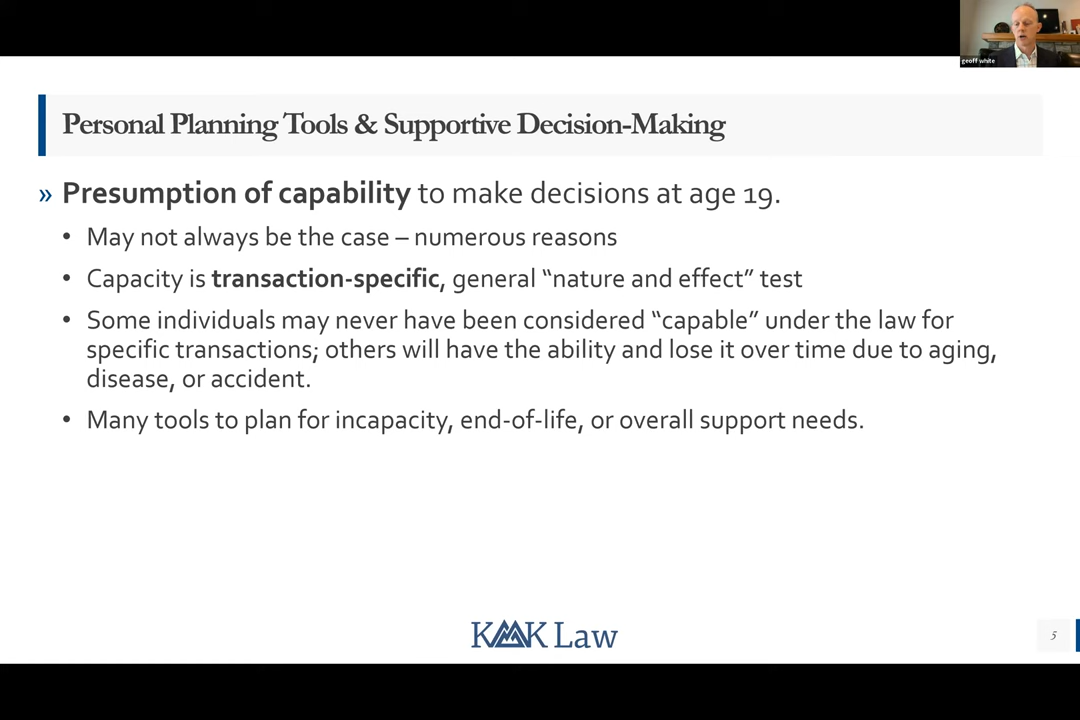 geoff white
Personal Planning Tools & Supportive Decision-Making
» Presumption of capability to make decisions at age 19.
• May not always be the case – numerous reasons
• Capacity is transaction-specific, general “nature and effect” test
• Some individuals may never have been considered “capable” under the law for
specific transactions; others will have the ability and lose it over time due to aging,
disease, or accident.
• Many tools to plan for incapacity, end-of-life, or overall support needs.
KMK Law
5